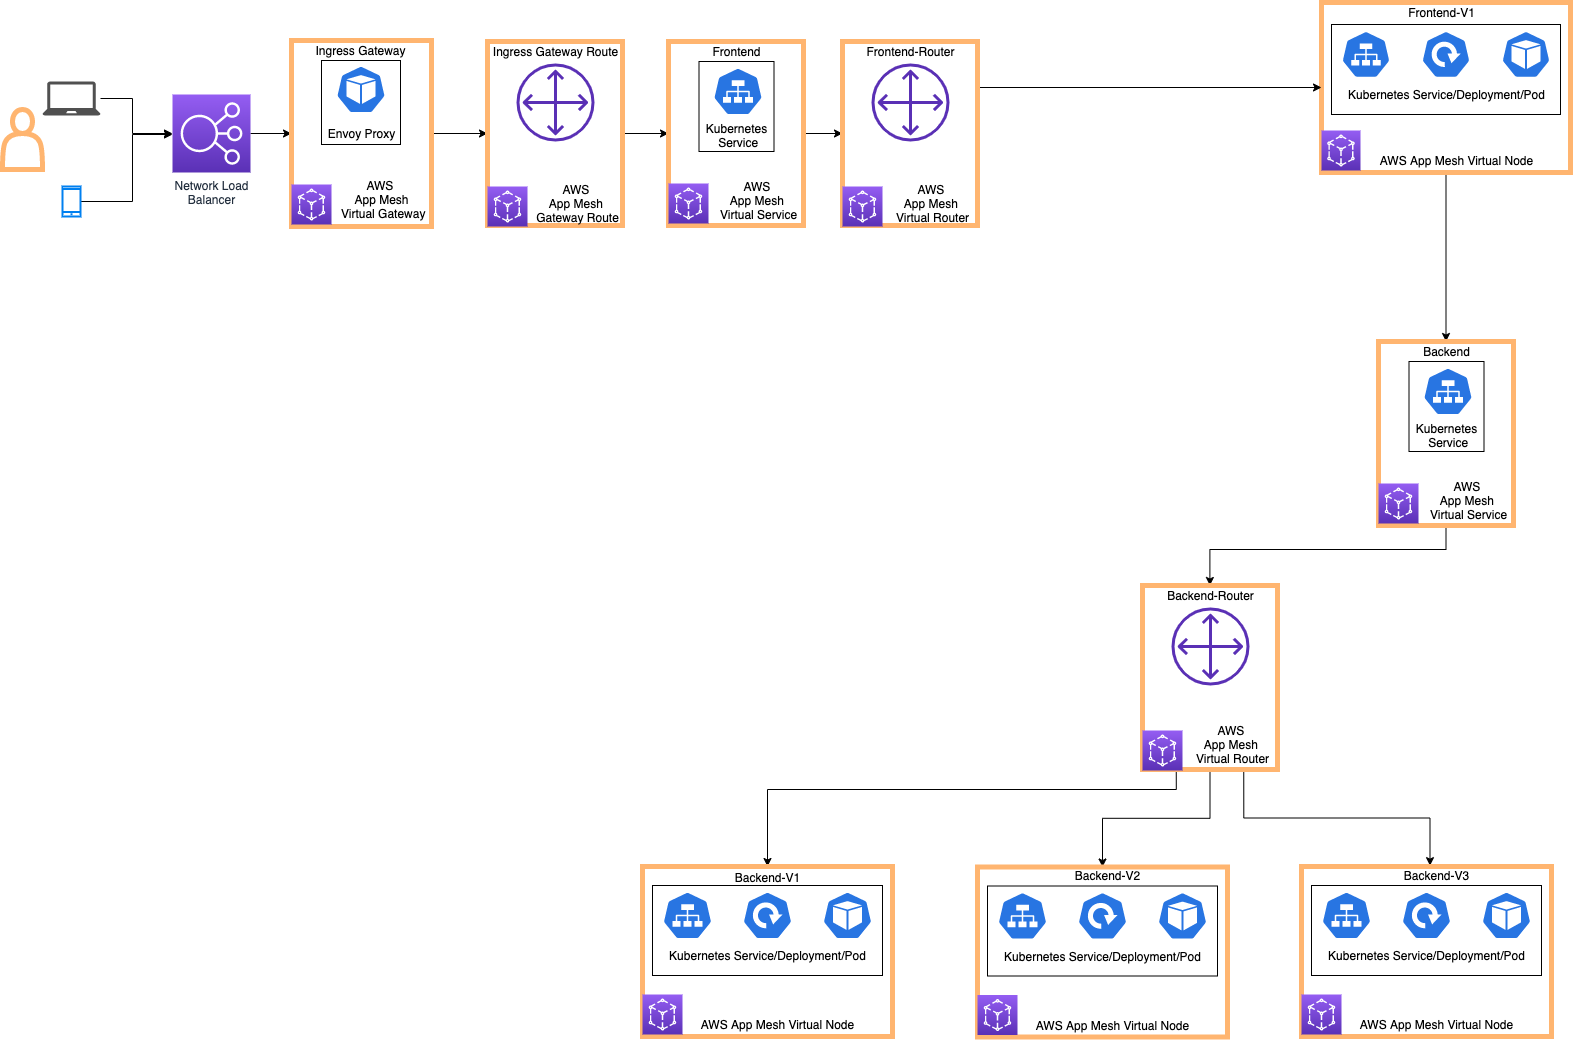 Ingress Gateway
Envoy Proxy
AWS
App Mesh
Virtual Gateway
Network Load
Balancer
Ingress Gateway Route
AWS
App Mesh
Gateway Route
Frontend
Kubernetes
Service
AWS
App Mesh
Virtual Service
Frontend-Router
AWS
App Mesh
Virtual Router
Frontend-V1
Kubernetes Service/Deployment/Pod
AWS App Mesh Virtual Node
Backend
Kubernetes
Service
AWS
App Mesh
Virtual Service
Backend-Router
AWS
App Mesh
Virtual Router
Backend-V1
Kubernetes Service/Deployment/Pod
AWS App Mesh Virtual Node
Backend-V2
Kubernetes Service/Deployment/Pod
AWS App Mesh Virtual Node
Backend-V3
Kubernetes Service/Deployment/Pod
AWS App Mesh Virtual Node